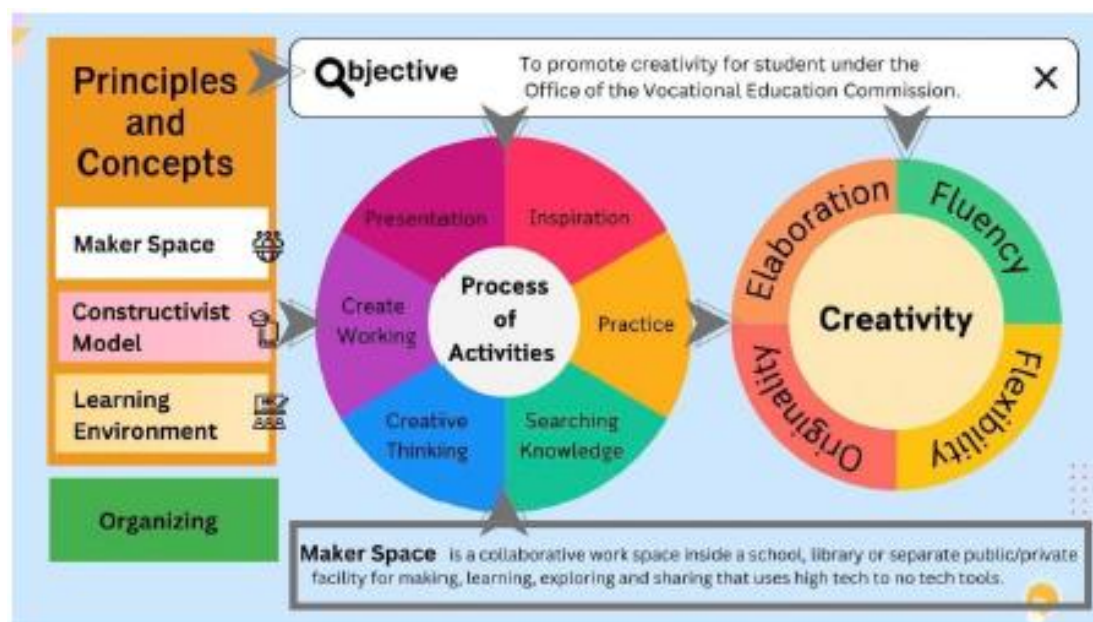 Principles
and
Concepts
Maker Space
Constructivist
Model
Learning
Environment
Organizing
Objective
To promote creativity for student under the
Office of the Vocational Education Commission.
Presentation
Inspiration
Create
Working
Process
of
Activities
Practice
Creative
Thinking
Searching
Knowledge
Elaboration
Fluency
Creativity
Originality
Flexibility
Maker Space is a collaborative work space inside a school, library or separate public/private
facility for making, learning, exploring and sharing that uses high tech to no tech tools.